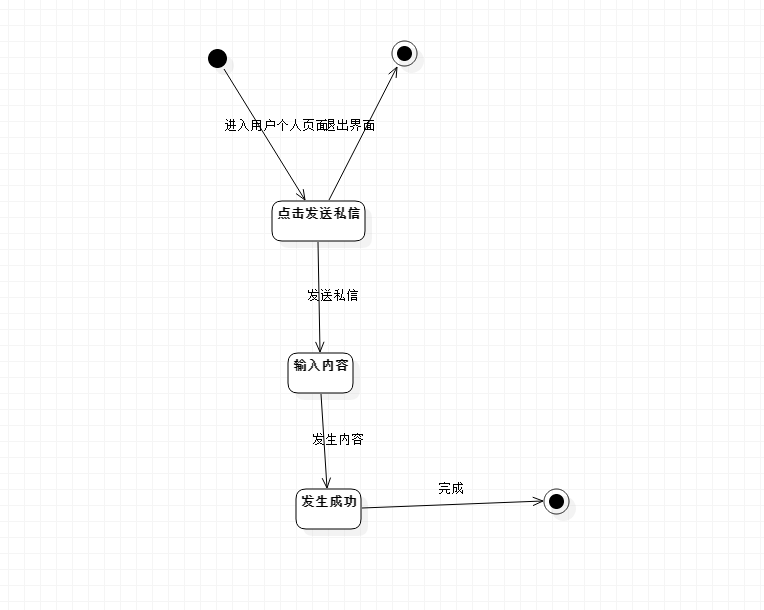 进入用户个人页面
退出界面
点击发送私信
发送私信
输入内容
发生内容
完成
发生成功